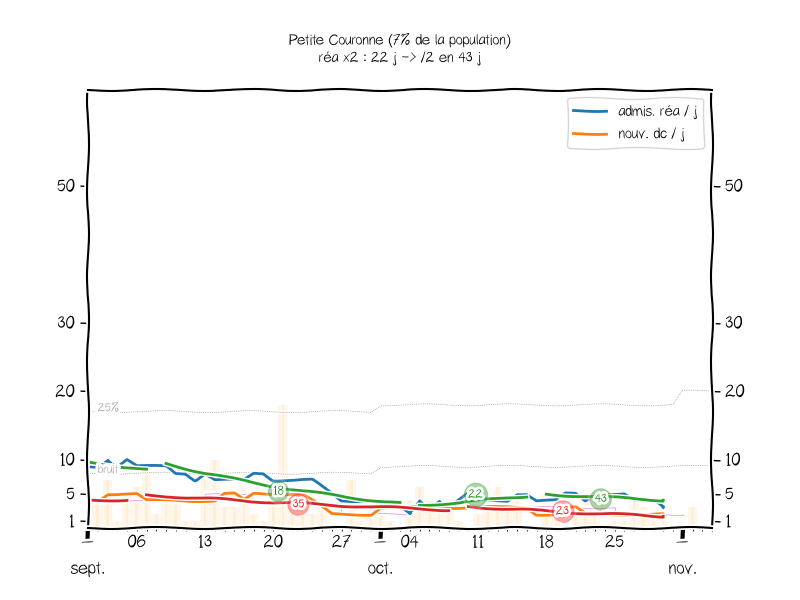 Petite Couronne (7% de la population)
réa x2 : 22 j -> /2 en 43 j
admis. réa / j
nouv. dc / j
50 50
30 30
20 20
25%
10 10
bruit
5 5
1 1
18 35 22 23 43
06 13 20 27 04 11 18 25
sept. oct. nov.